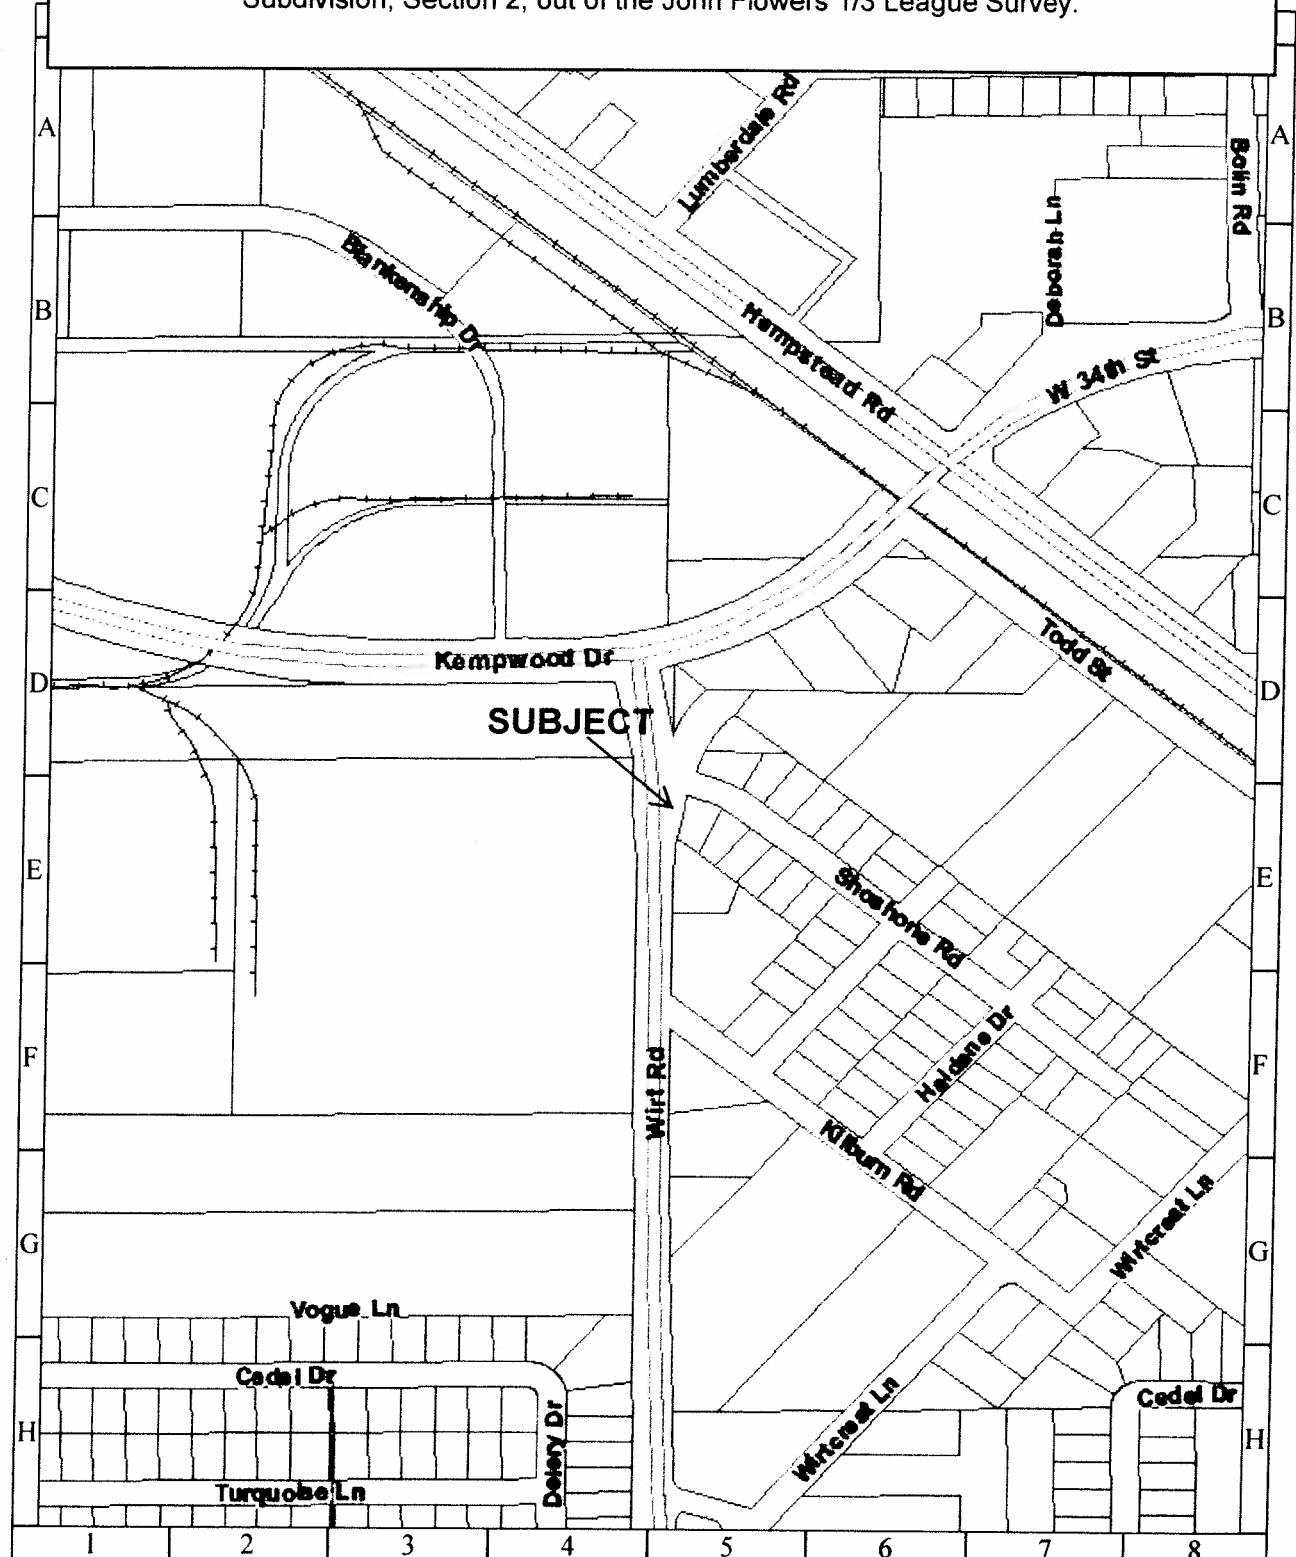 Subdivision, Section 2, out of the John Flowers 1/3 League Survey.
A
A
Lumberdale Rd
Bolin Rd
Deborah Ln
Blankenship Dr
B
B
Hempstead Rd
W 34th St
C
C
Kempwood Dr
Todd St
D
D
SUBJECT
E
E
Shoshone Rd
Haldane Dr
F
F
Wirt Rd
Kilburn Rd
Wirtcrest Ln
G
G
Vogue Ln
Cedel Dr
Cedel Dr
Wirtcrest Ln
Delery Dr
H
H
Turquoise Ln
1 2 3 4 5 6 7 8